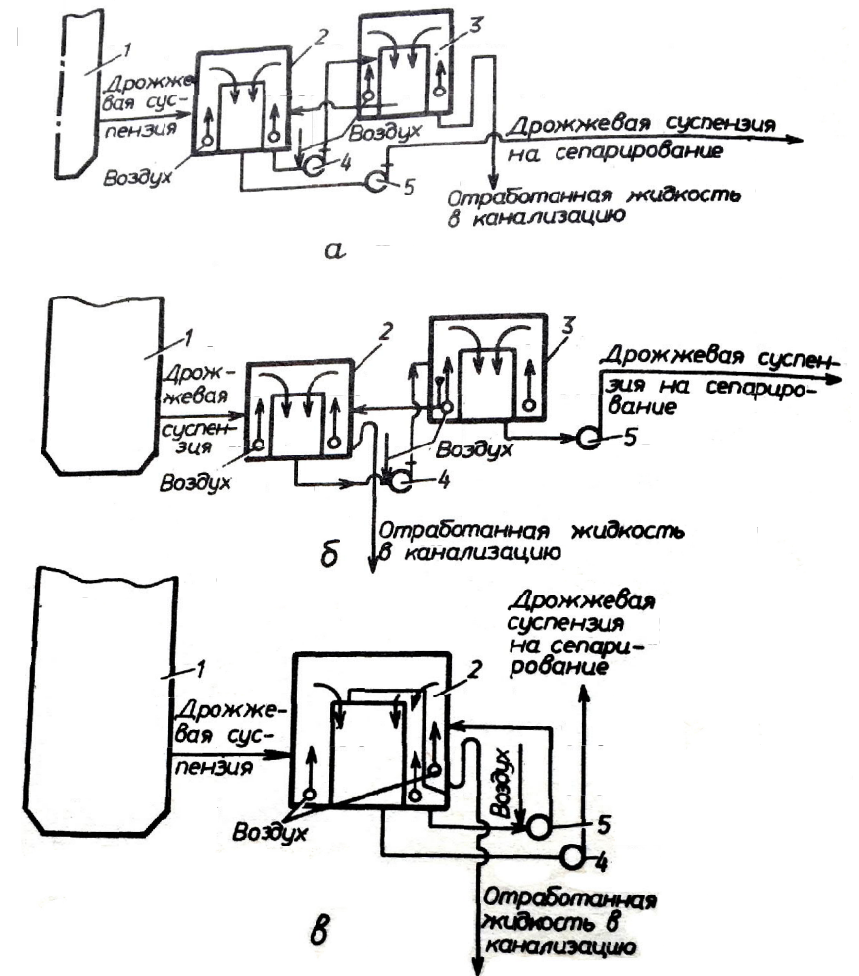 1
2
3
Дрожже-
вая сус-
пензия
Воздух
Воздух
4
5
Дрожжевая суспензия
на сепарирование
Отработанная жидкость
в канализацию
а
1
2
3
Дрож-
жевая
суспен-
зия
Воздух
Воздух
4
5
Дрожжевая суспен-
зия на сепариро-
вание
Отработанная жидкость
в канализацию
б
1
2
Дрожже-
вая сус-
пензия
Воздух
Воздух
5
4
Дрожжевая
суспензия
на сепари-
рование
Отработанная
жидкость в
канализацию
в